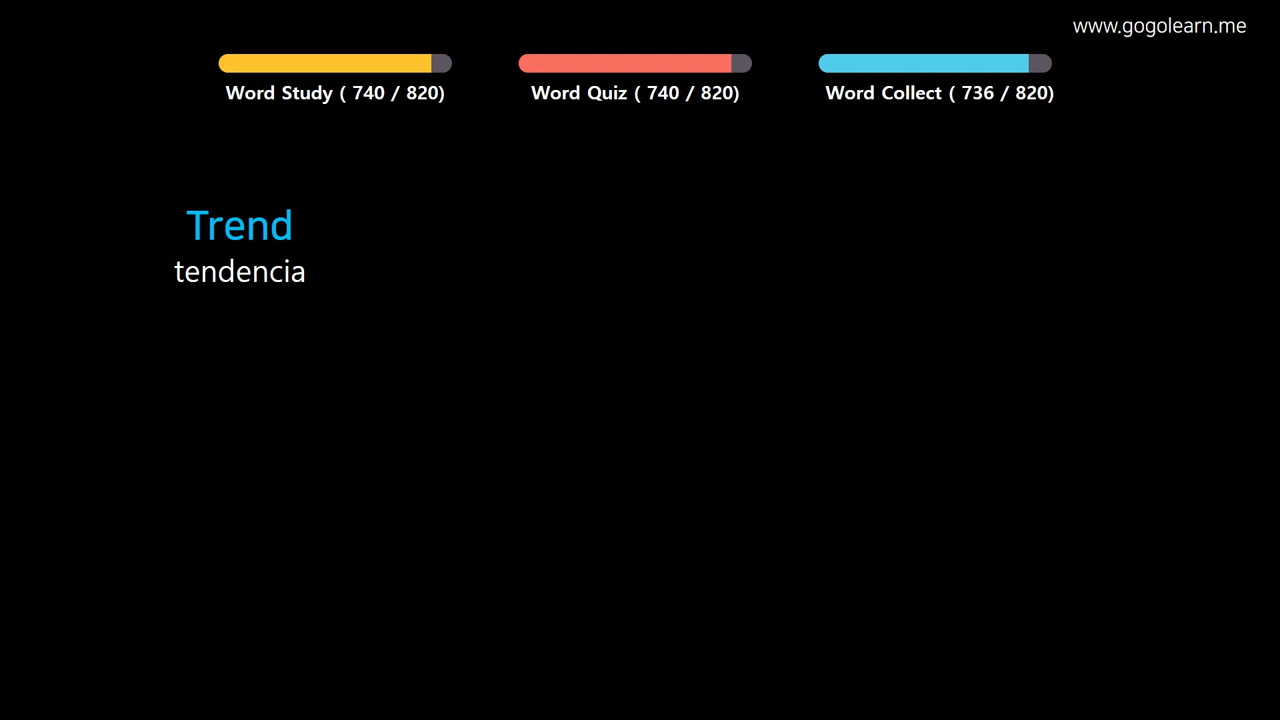 www.gogolearn.me
Word Study ( 740 / 820)
Word Quiz ( 740 / 820)
Word Collect ( 736 / 820)
Trend
tendencia